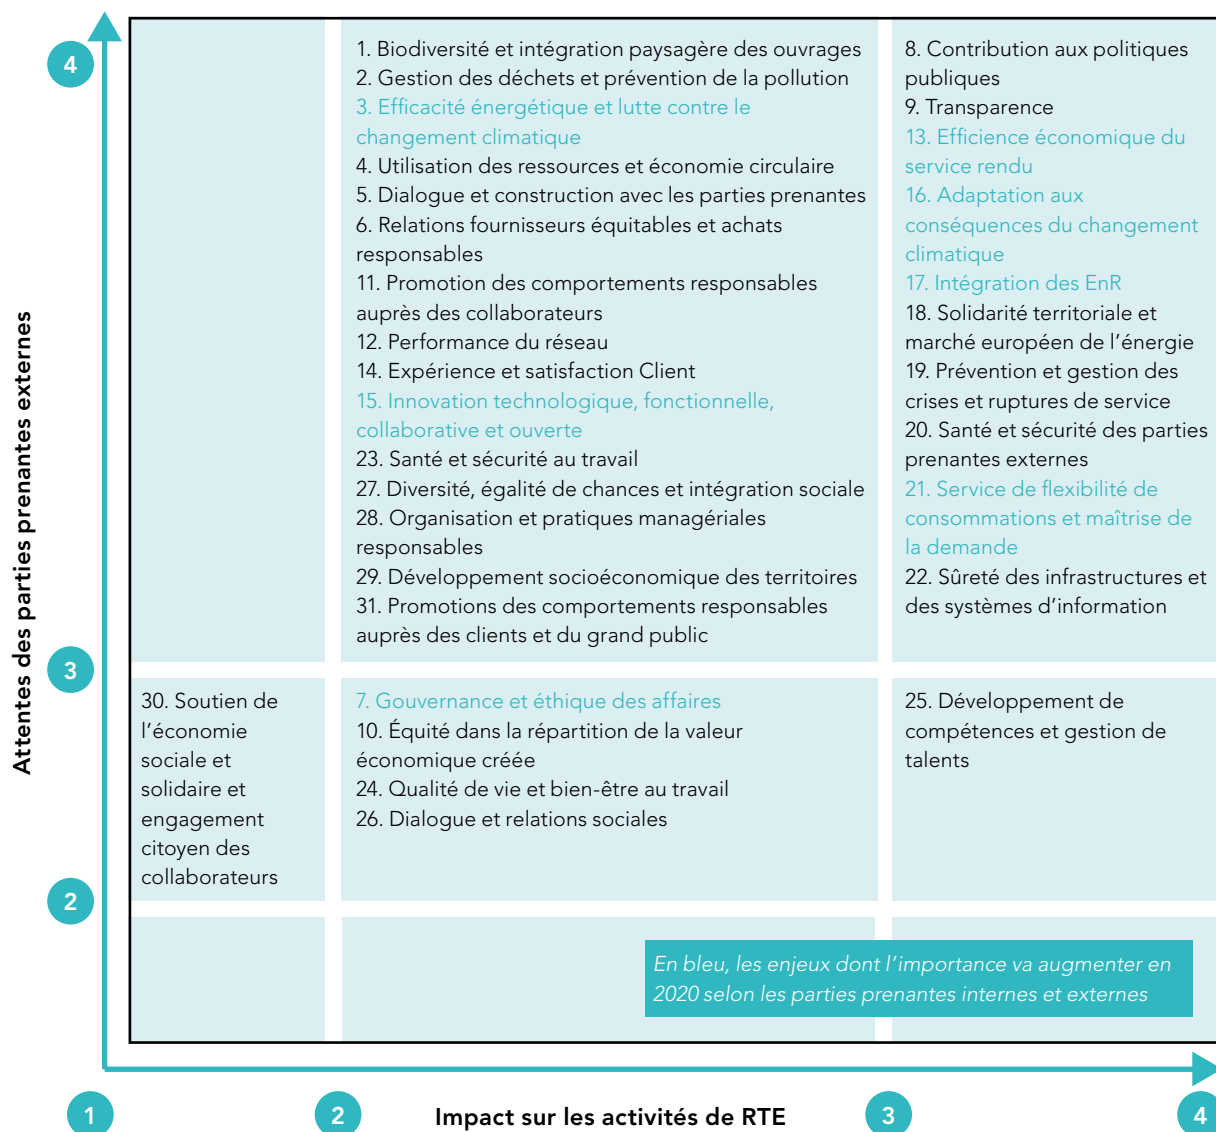 4
1. Biodiversité et intégration paysagère des ouvrages
2. Gestion des déchets et prévention de la pollution
3. Efficacité énergétique et lutte contre le
changement climatique
4. Utilisation des ressources et économie circulaire
5. Dialogue et construction avec les parties prenantes
6. Relations fournisseurs équitables et achats
responsables
11. Promotion des comportements responsables
auprès des collaborateurs
12. Performance du réseau
14. Expérience et satisfaction Client
15. Innovation technologique, fonctionnelle,
collaborative et ouverte
23. Santé et sécurité au travail
27. Diversité, égalité de chances et intégration sociale
28. Organisation et pratiques managériales
responsables
29. Développement socioéconomique des territoires
31. Promotions des comportements responsables
auprès des clients et du grand public
8. Contribution aux politiques
publiques
9. Transparence
13. Efficience économique du
service rendu
16. Adaptation aux
conséquences du changement
climatique
17. Intégration des EnR
18. Solidarité territoriale et
marché européen de l’énergie
19. Prévention et gestion des
crises et ruptures de service
20. Santé et sécurité des parties
prenantes externes
21. Service de flexibilité de
consommations et maîtrise de
la demande
22. Sûreté des infrastructures et
des systèmes d’information
Attentes des parties prenantes externes
3
30. Soutien de
l’économie
sociale et
solidaire et
engagement
citoyen des
collaborateurs
7. Gouvernance et éthique des affaires
10. Équité dans la répartition de la valeur
économique créée
24. Qualité de vie et bien-être au travail
26. Dialogue et relations sociales
25. Développement de
compétences et gestion de
talents
2
En bleu, les enjeux dont l’importance va augmenter en
2020 selon les parties prenantes internes et externes
1
2
Impact sur les activités de RTE
3
4